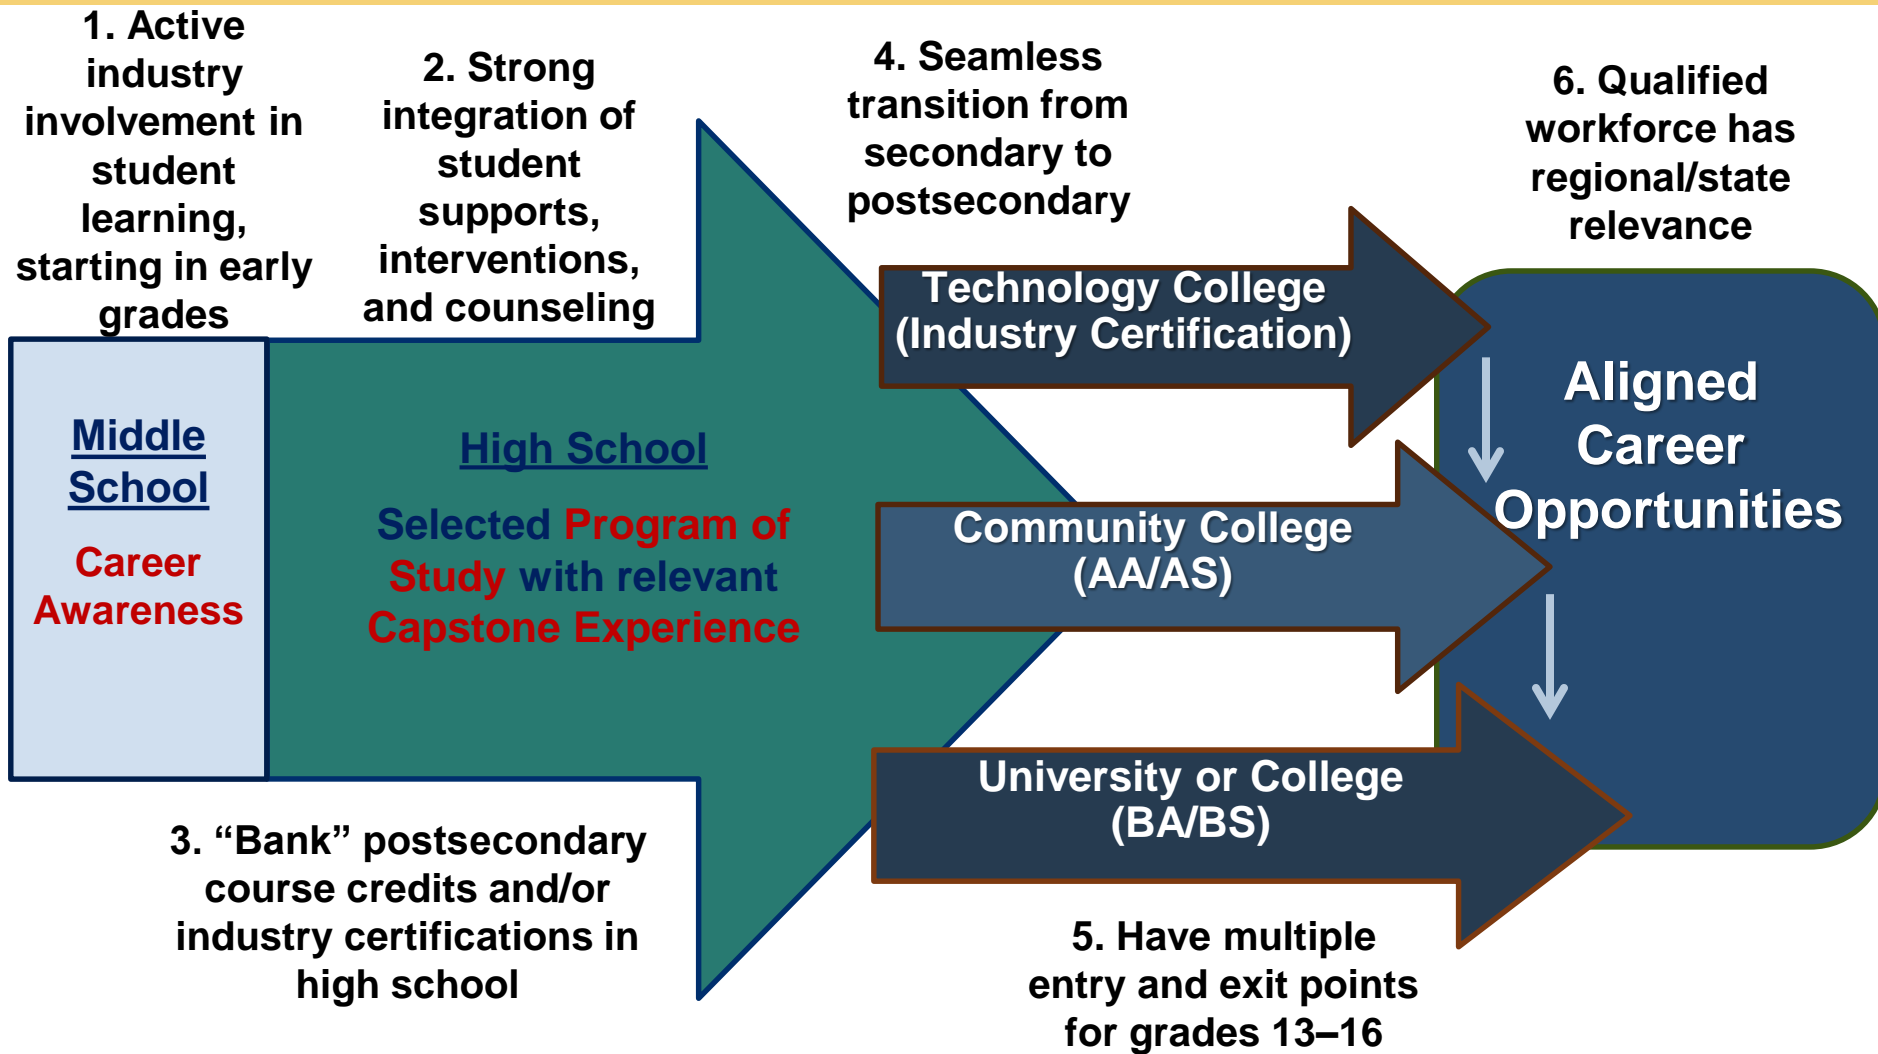 1. Active
industry
involvement in
student
learning,
starting in early
grades
2. Strong
integration of
student
supports,
interventions,
and counseling
4. Seamless
transition from
secondary to
postsecondary
6. Qualified
workforce has
regional/state
relevance
Middle
School
Career
Awareness
High School
Selected Program of
Study with relevant
Capstone Experience
Technology College
(Industry Certification)
Community College
(AA/AS)
University or College
(BA/BS)
Aligned
Career
Opportunities
3. “Bank” postsecondary
course credits and/or
industry certifications in
high school
5. Have multiple
entry and exit points
for grades 13–16